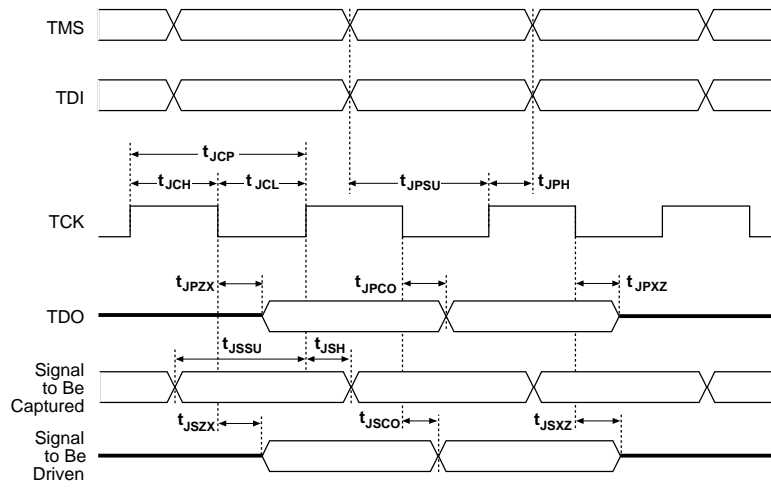 TMS
TDI
tJCP
tJCH
tJCL
tJPSU
tJPH
TCK
tJPZX
tJPCO
tJPXZ
TDO
tJSSU
tJSH
Signal
to Be
Captured
tJSZX
tJSCO
tJSXZ
Signal
to Be
Driven